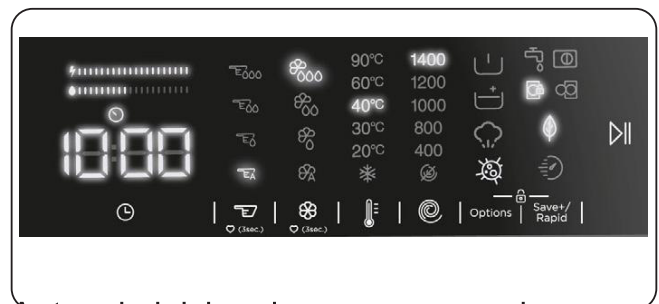 90°C 1400
60°C 1200
40°C 1000
30°C 800
20°C 400
A A
10:00
Options Save+/
Rapid
(3sec.) (3sec.)